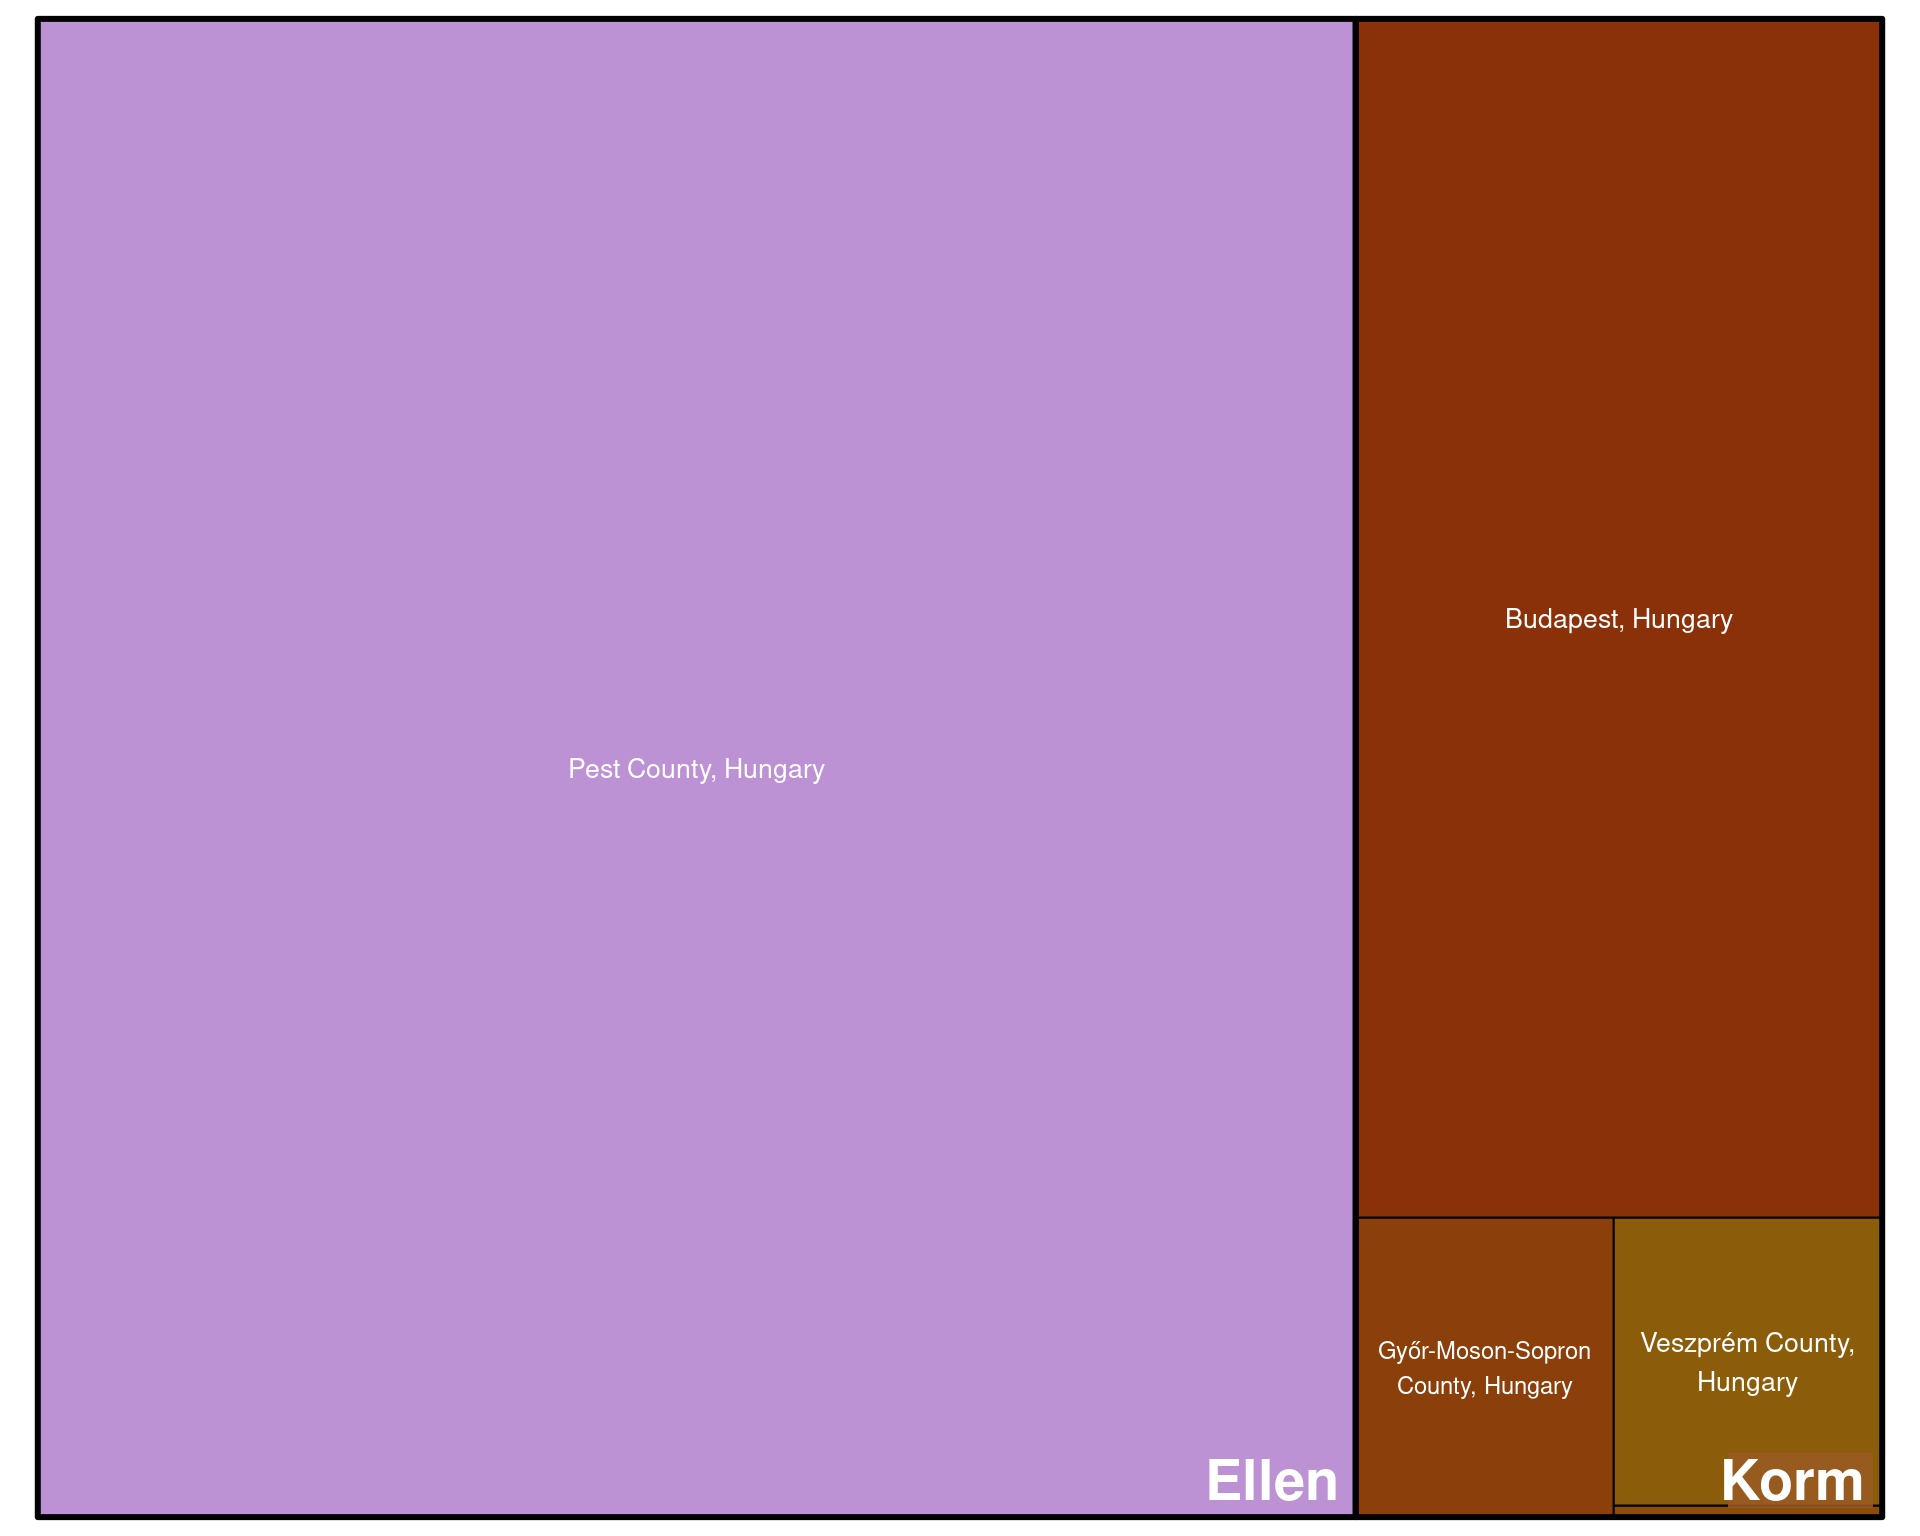 Budapest, Hungary
Pest County, Hungary
Győr-Moson-Sopron
County, Hungary
Veszprém County,
Hungary
Ellen
Korm